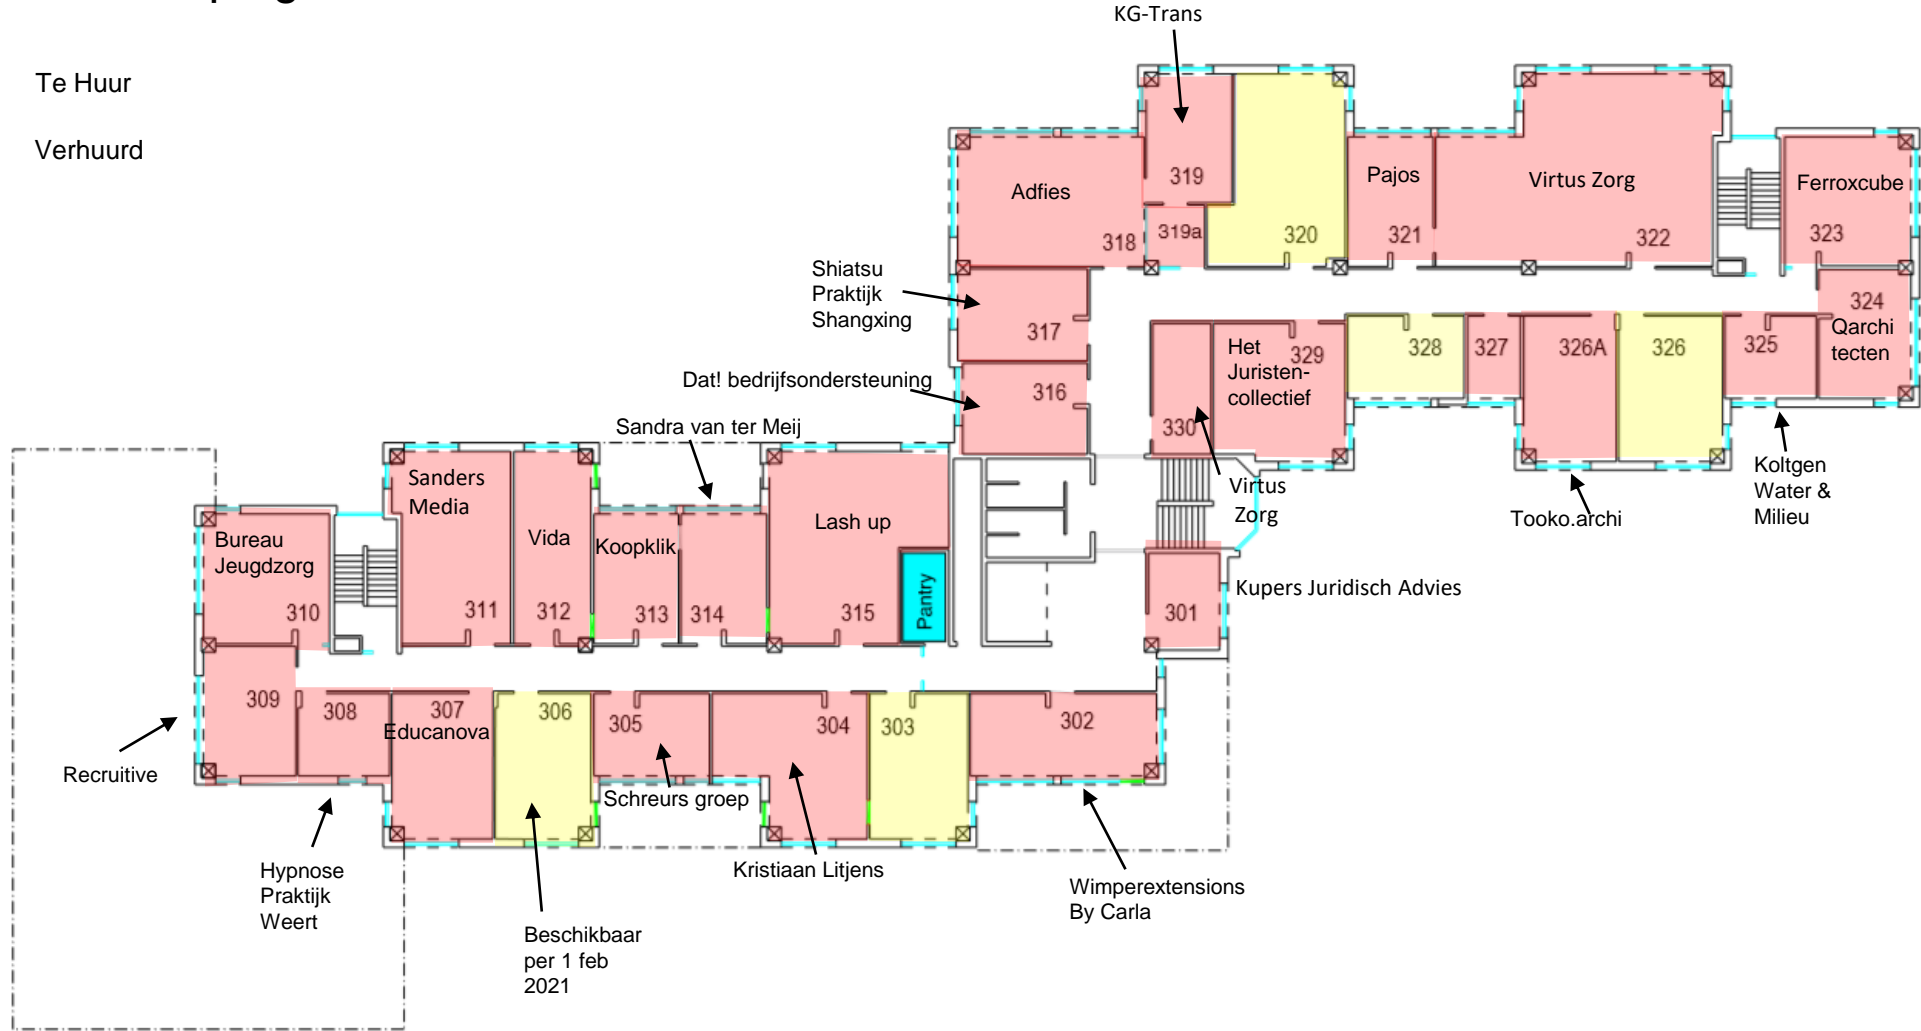 KG-Trans
Te Huur
Verhuurd
Adfies
318
319
319a
320
Pajos
321
Virtus Zorg
322
Ferroxcube
323
324
Qarchi
tecten
Shiatsu
Praktijk
Shangxing
317
Dat! bedrijfsondersteuning
316
330
Het
Juristen-
collectief
329
328
327
326A
326
325
Virtus
Zorg
Tooko.archi
Koltgen
Water &
Milieu
Sandra van ter Meij
Bureau
Jeugdzorg
310
Sanders
Media
311
Vida
312
Koopklik
313
314
Lash up
315
Pantry
301
Kupers Juridisch Advies
309
308
307
Educanova
306
305
304
303
302
Recruitive
Schreurs groep
Hypnose
Praktijk
Weert
Kristiaan Litjens
Wimperextensions
By Carla
Beschikbaar
per 1 feb
2021